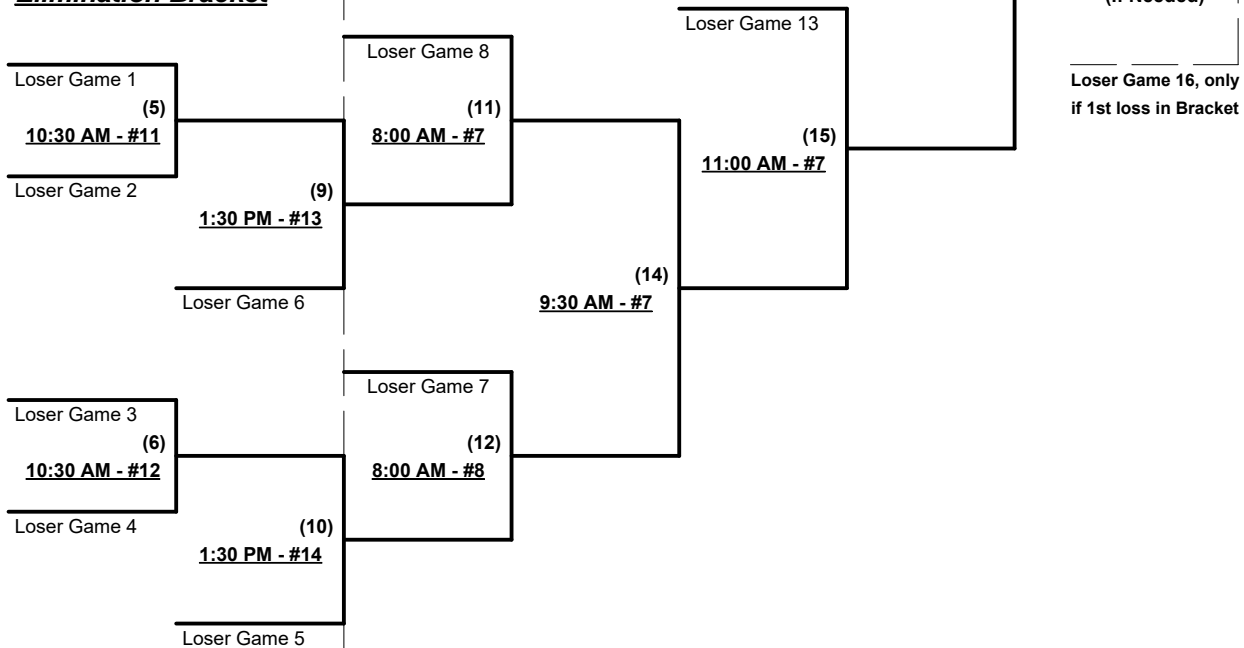 Elimination Bracket
(If Needed)
Loser Game 13
Loser Game 8
Loser Game 1
Loser Game 16, only
if 1st loss in Bracket
(5)
10:30 AM - #11
(11)
8:00 AM - #7
(15)
11:00 AM - #7
Loser Game 2
(9)
1:30 PM - #13
(14)
9:30 AM - #7
Loser Game 6
Loser Game 7
Loser Game 3
(6)
10:30 AM - #12
(12)
8:00 AM - #8
Loser Game 4
(10)
1:30 PM - #14
Loser Game 5